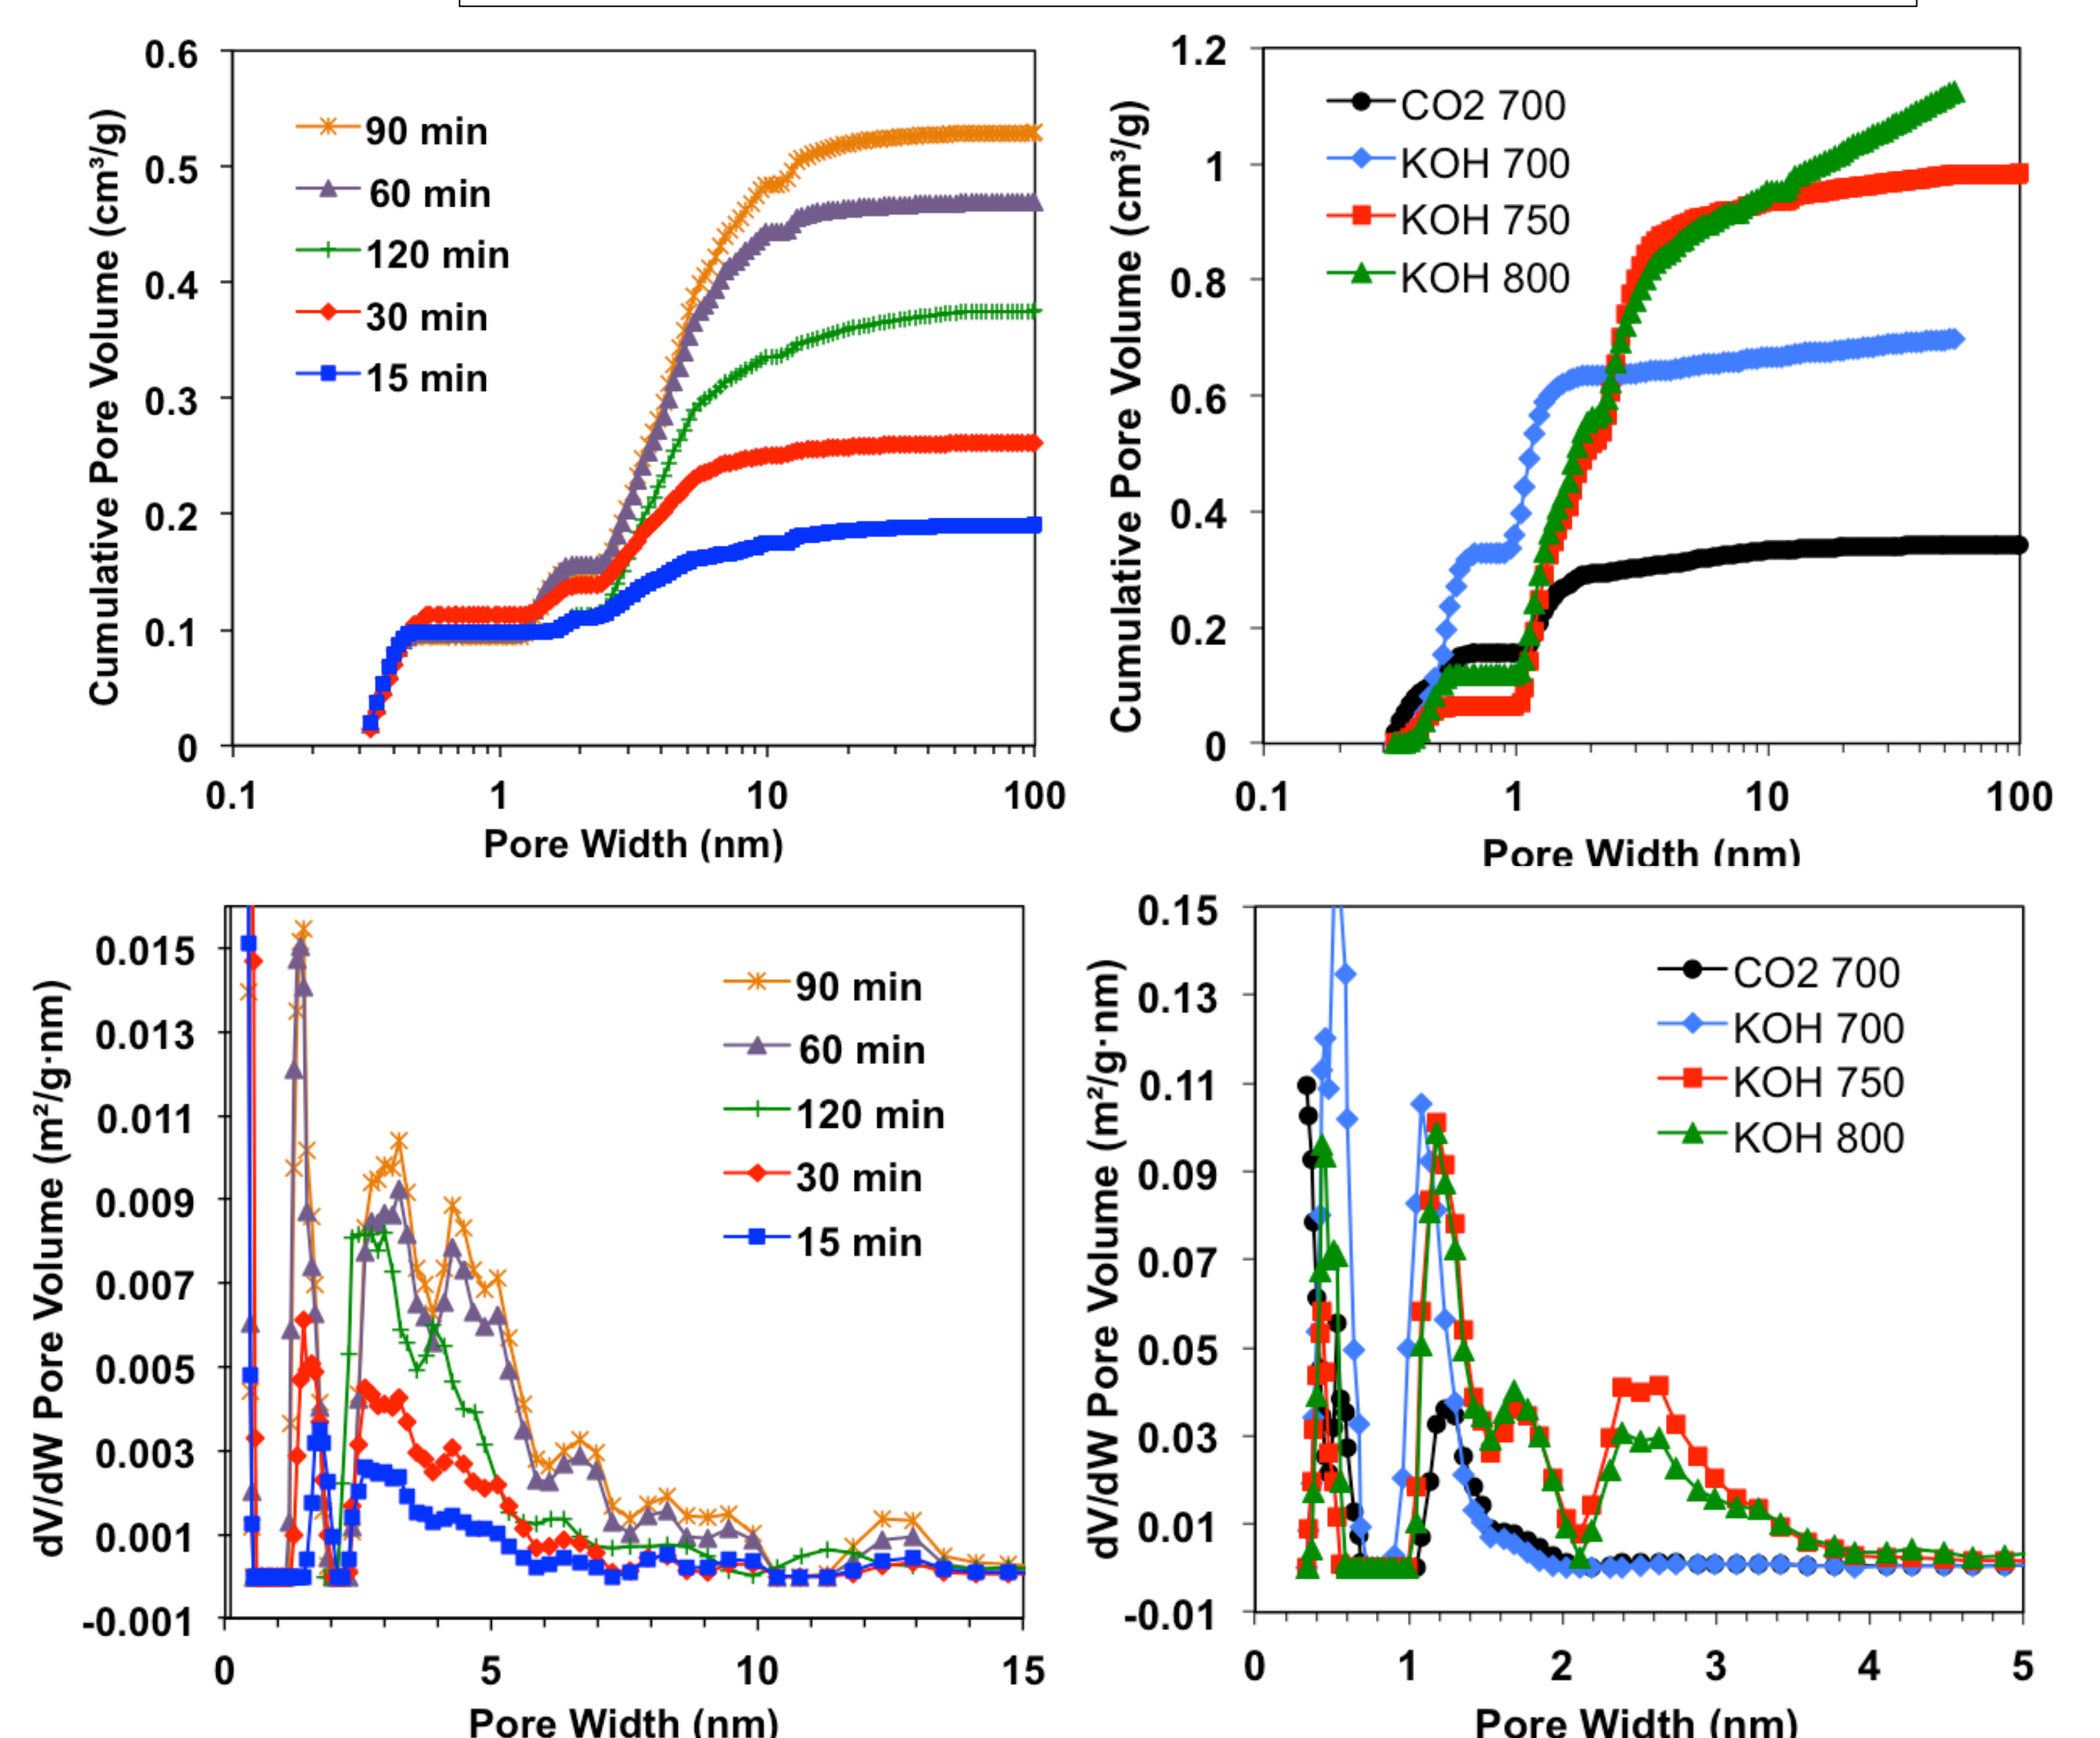 0.6
0.5
0.4
0.3
0.2
0.1
0
Cumulative Pore Volume (cm³/g)
90 min
60 min
120 min
30 min
15 min
0.1 1 10 100
Pore Width (nm)
1.2
1
0.8
0.6
0.4
0.2
0
Cumulative Pore Volume (cm³/g)
CO2 700
KOH 700
KOH 750
KOH 800
0.1 1 10 100
Pore Width (nm)
0.015
0.013
0.011
0.009
0.007
0.005
0.003
0.001
-0.001
dV/dW Pore Volume (m²/g·nm)
90 min
60 min
120 min
30 min
15 min
0 5 10 15
Pore Width (nm)
0.15
0.13
0.11
0.09
0.07
0.05
0.03
0.01
-0.01
dV/dW Pore Volume (m²/g·nm)
CO2 700
KOH 700
KOH 750
KOH 800
0 1 2 3 4 5
Pore Width (nm)